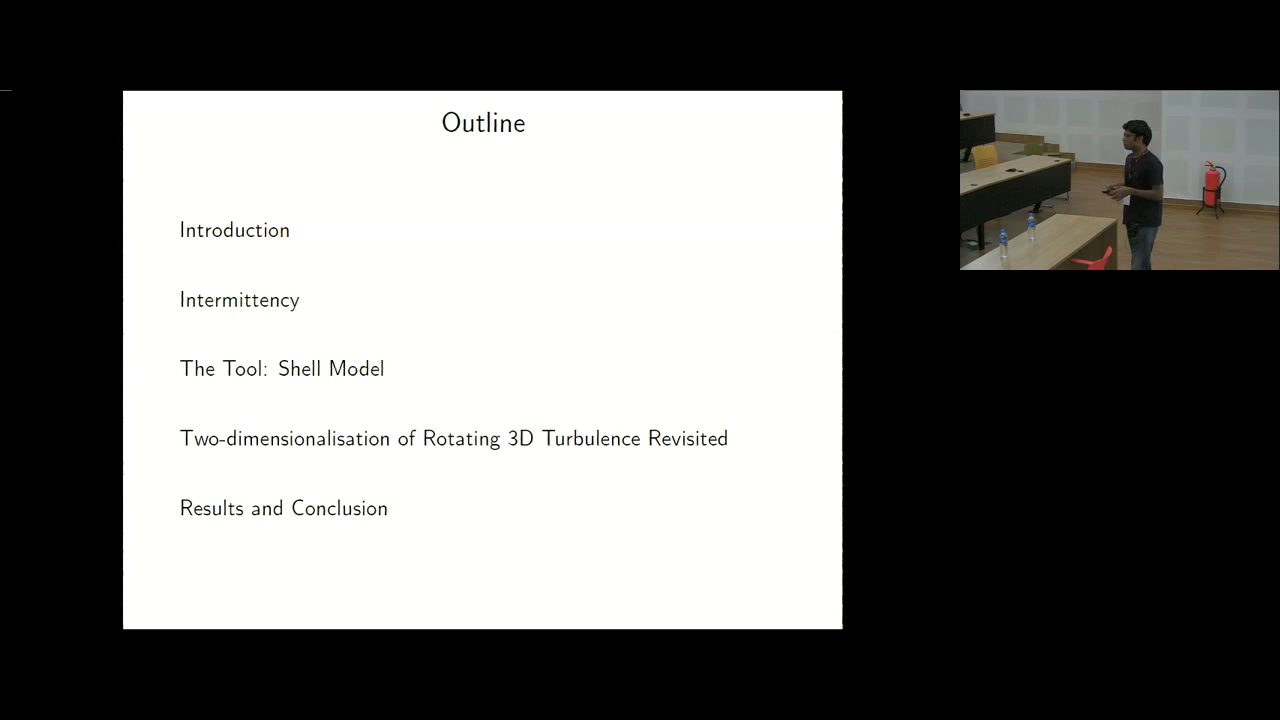 Outline
Introduction
Intermittency
The Tool: Shell Model
Two-dimensionalisation of Rotating 3D Turbulence Revisited
Results and Conclusion